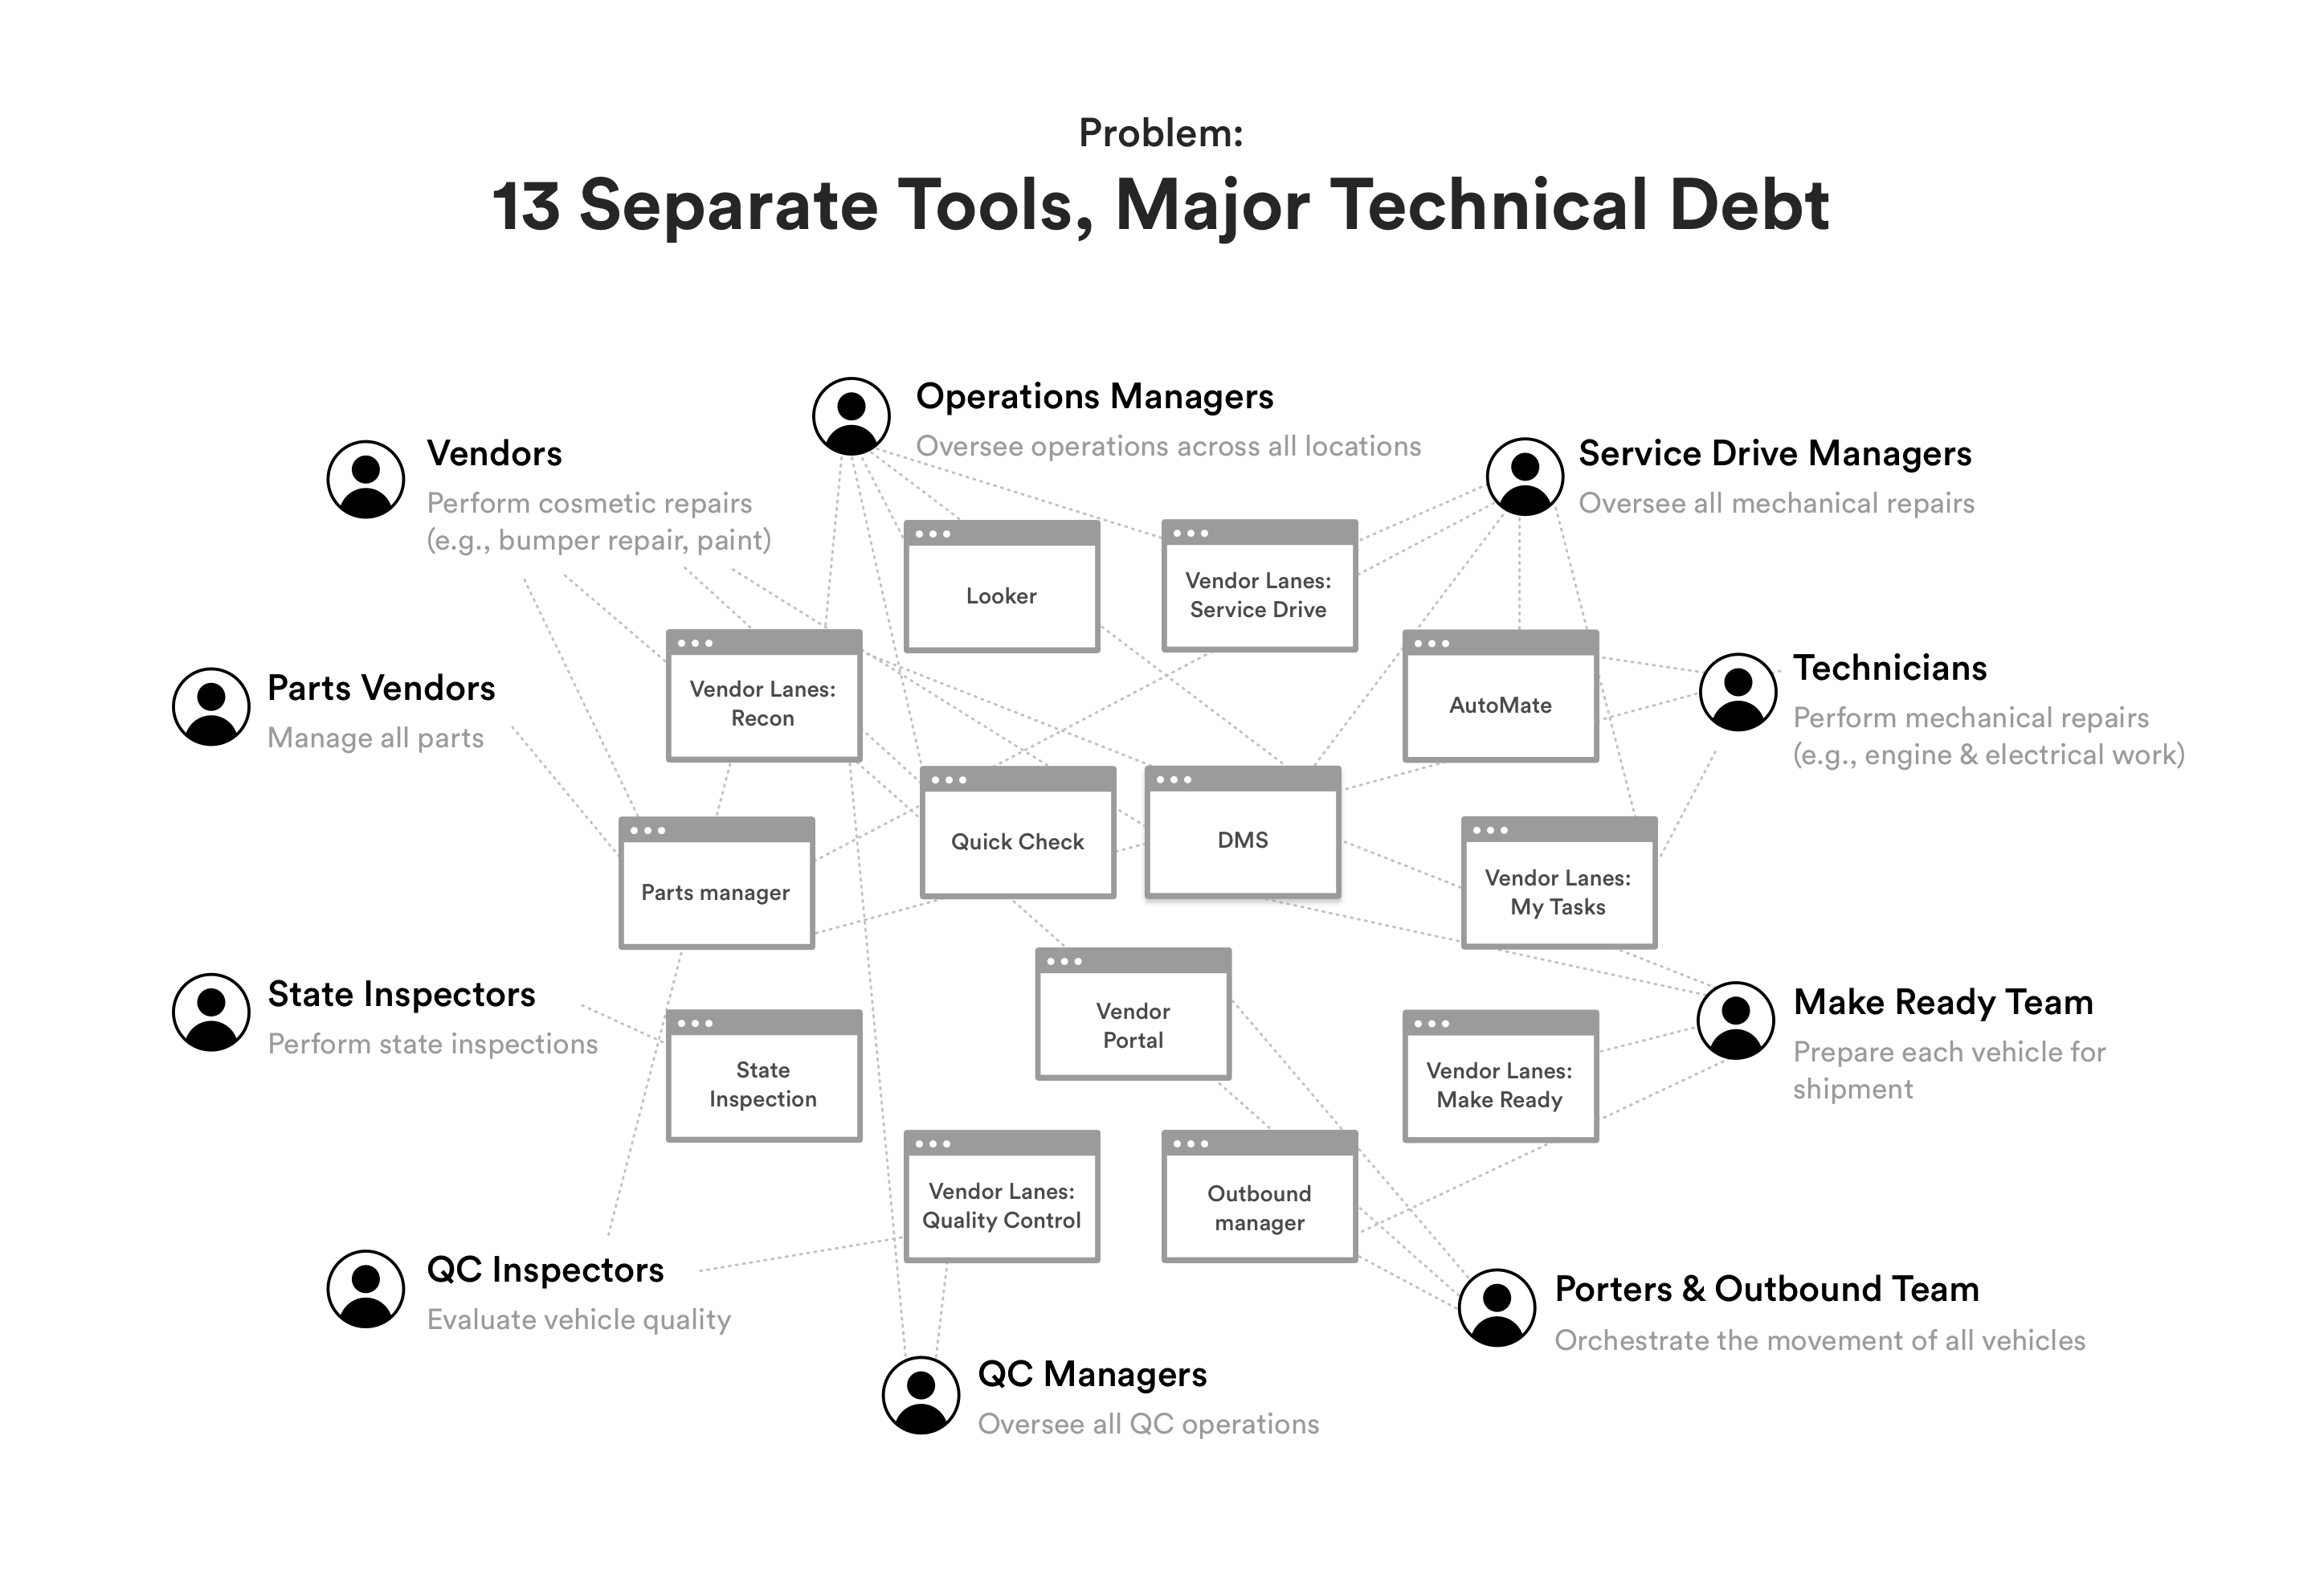 Problem:
13 Separate Tools, Major Technical Debt
Operations Managers
Oversee operations across all locations
Vendors
Perform cosmetic repairs
(e.g., bumper repair, paint)
Service Drive Managers
Oversee all mechanical repairs
Looker
Vendor Lanes:
Service Drive
Parts Vendors
Manage all parts
Vendor Lanes:
Recon
AutoMate
Technicians
Perform mechanical repairs
(e.g., engine & electrical work)
Quick Check
DMS
Parts manager
Vendor Lanes:
My Tasks
State Inspectors
Perform state inspections
State
Inspection
Vendor
Portal
Vendor Lanes:
Make Ready
Make Ready Team
Prepare each vehicle for
shipment
Vendor Lanes:
Quality Control
Outbound
manager
QC Inspectors
Evaluate vehicle quality
Porters & Outbound Team
Orchestrate the movement of all vehicles
QC Managers
Oversee all QC operations